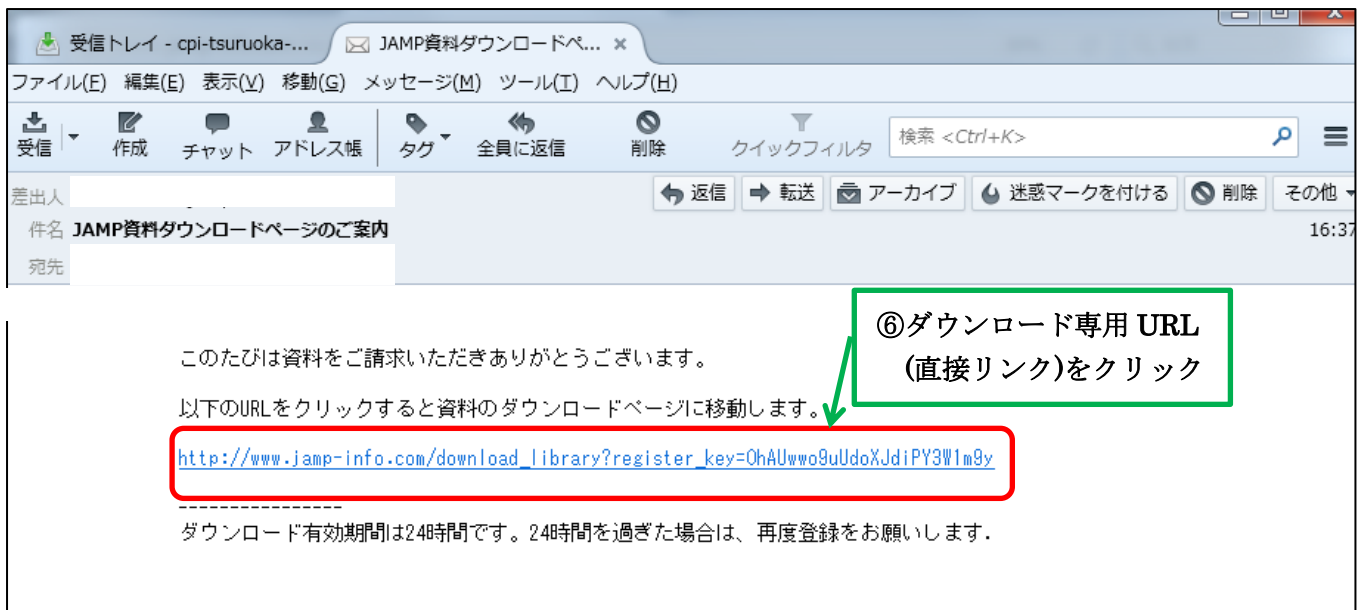 受信トレイ - cpi-tsuruoka-...
JAMP資料ダウンロードペ... ×
ファイル(F) 編集(E) 表示(V) 移動(G) メッセージ(M) ツール(T) ヘルプ(H)
受信 作成 チャット アドレス帳 タグ 全員に返信 削除 クイックフィルタ 検索 <Ctrl+K>
差出人 返信 転送 アーカイブ 迷惑マークを付ける 削除 その他
件名 JAMP資料ダウンロードページのご案内 16:37
宛先
⑥ダウンロード専用 URL
(直接リンク)をクリック
このたびは資料をご請求いただきありがとうございます。
以下のURLをクリックすると資料のダウンロードページに移動します。
http://www.jamp-info.com/download_library?register_key=OhAUwwo9uUdoXJdiPY3W1m9y
----------------
ダウンロード有効期間は24時間です。24時間を過ぎた場合は、再度登録をお願いします.